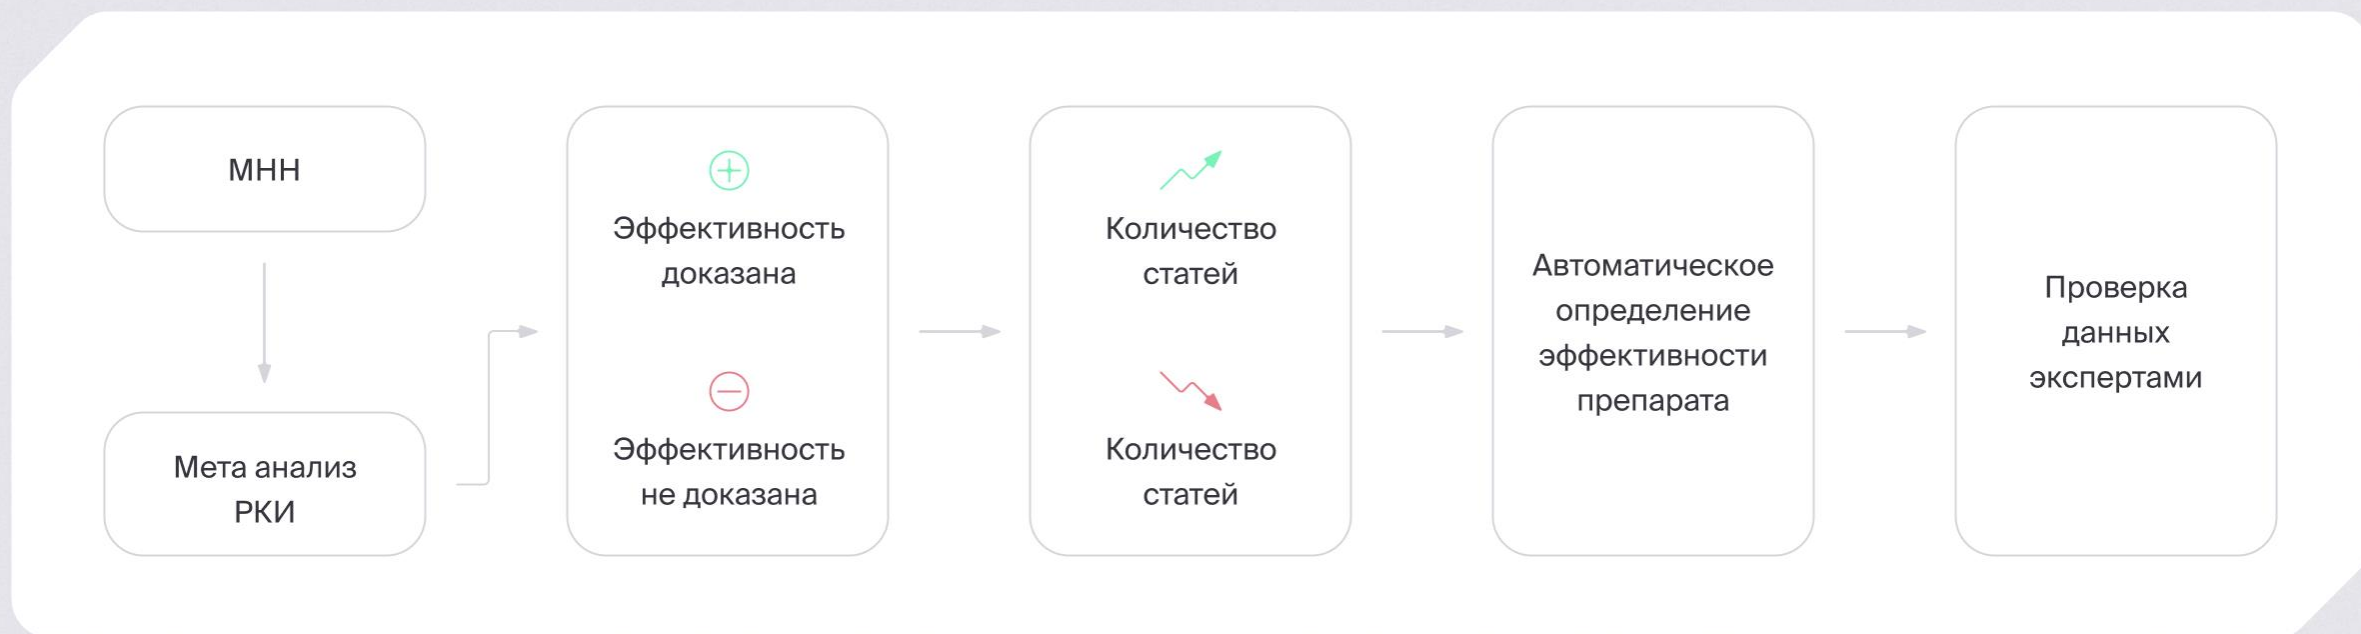 МНН
Мета анализ
РКИ
Эффективность
доказана
Эффективность
не доказана
Количество
статей
Количество
статей
Автоматическое
определение
эффективности
препарата
Проверка
данных
экспертами